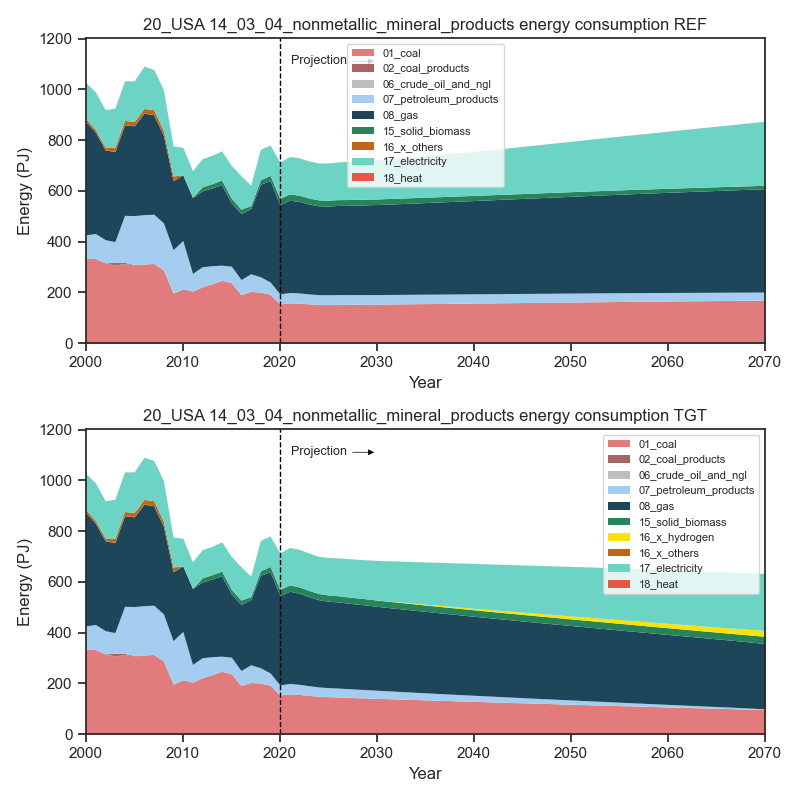 20_USA 14_03_04_nonmetallic_mineral_products energy consumption REF
1200
1000
800
600
400
200
0
Energy (PJ)
Projection
01_coal
02_coal_products
06_crude_oil_and_ngl
07_petroleum_products
08_gas
15_solid_biomass
16_x_others
17_electricity
18_heat
2000 2010 2020 2030 2040 2050 2060 2070
Year
20_USA 14_03_04_nonmetallic_mineral_products energy consumption TGT
1200
1000
800
600
400
200
0
Energy (PJ)
Projection
01_coal
02_coal_products
06_crude_oil_and_ngl
07_petroleum_products
08_gas
15_solid_biomass
16_x_hydrogen
16_x_others
17_electricity
18_heat
2000 2010 2020 2030 2040 2050 2060 2070
Year